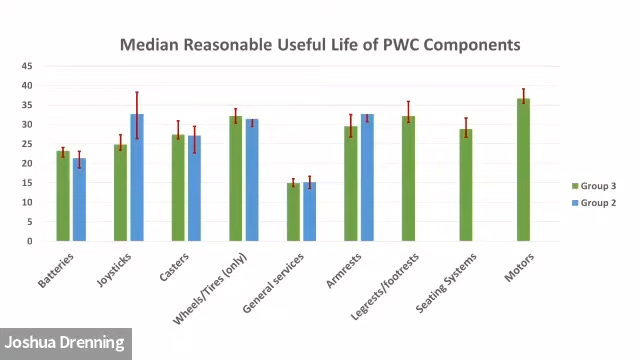 Median Reasonable Useful Life of PWC Components
45
40
35
30
25
20
15
10
5
0
Batteries
Joysticks
Casters
Wheels/Tires (only)
General services
Armrests
Legrests/footrests
Seating Systems
Motors
Group 3
Group 2
Joshua Drenning